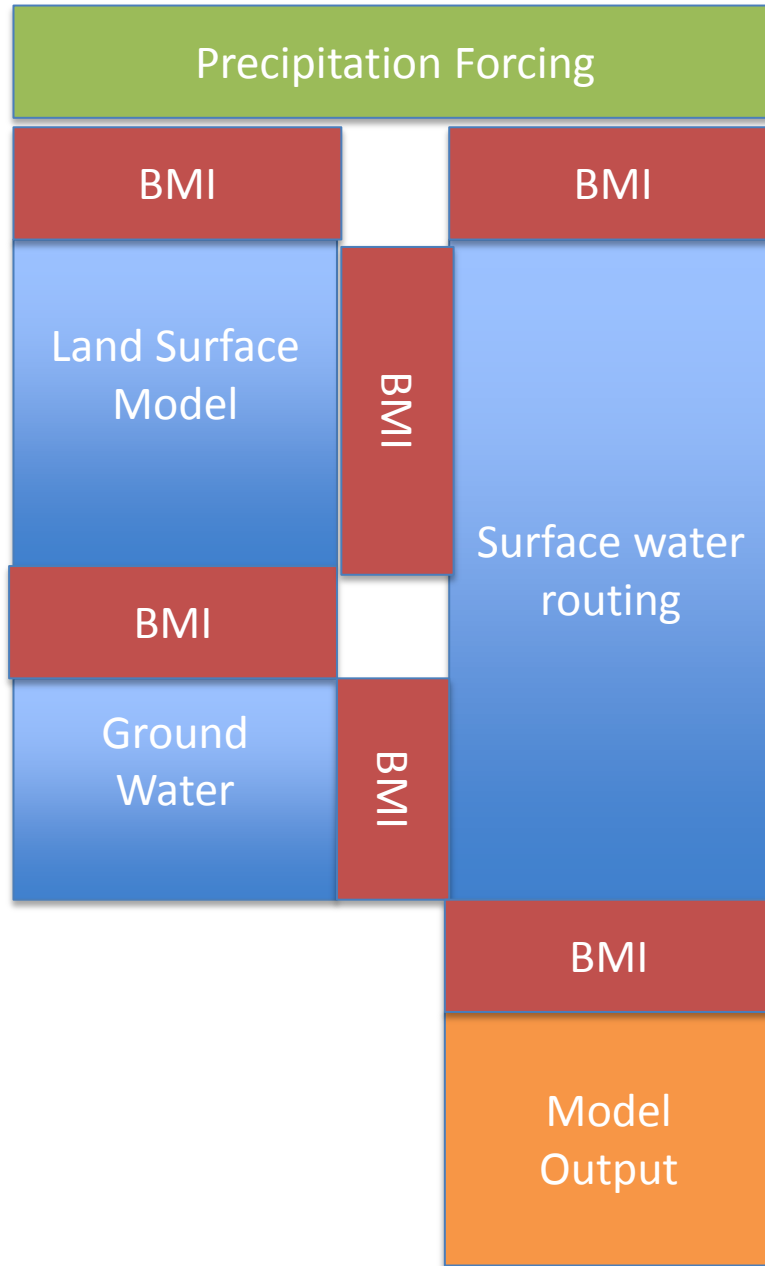 Precipitation Forcing
BMI
BMI
Land Surface
Model
BMI
Surface water
routing
BMI
Ground
Water
BMI
BMI
Model
Output